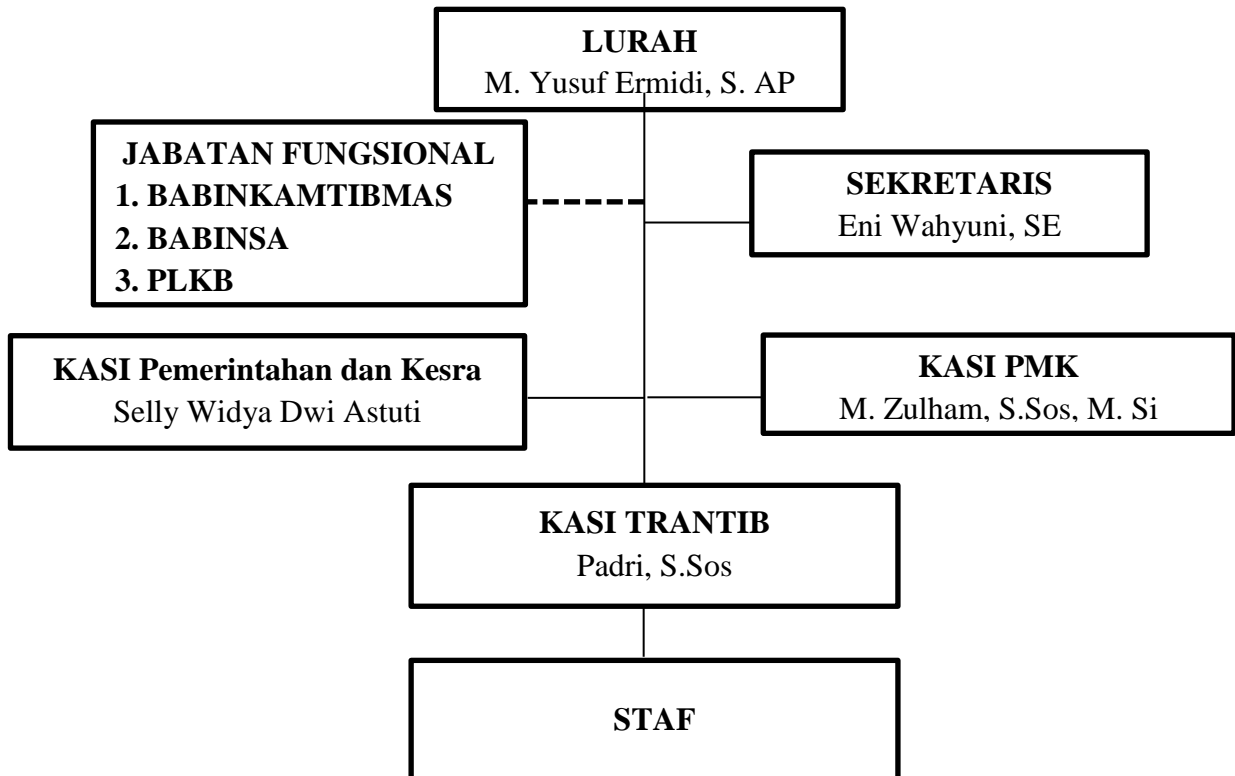 LURAH
M. Yusuf Ermidi, S. AP
JABATAN FUNGSIONAL
1. BABINKAMTIBMAS
2. BABINSA
3. PLKB
SEKRETARIS
Eni Wahyuni, SE
KASI Pemerintahan dan Kesra
Selly Widya Dwi Astuti
KASI PMK
M. Zulham, S.Sos, M. Si
KASI TRANTIB
Padri, S.Sos
STAF